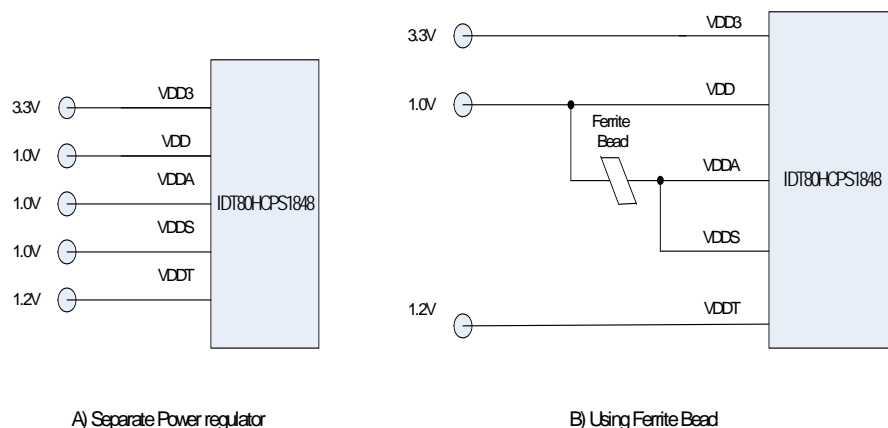 3.3V VDD3
1.0V VDD
1.0V VDDA
1.0V VDDS
1.2V VDDT
IDT80HCPS1848
A) Separate Power regulator
3.3V VDD3
1.0V VDD
Ferrite
Bead
VDDA
VDDS
1.2V VDDT
IDT80HCPS1848
B) Using Ferrite Bead